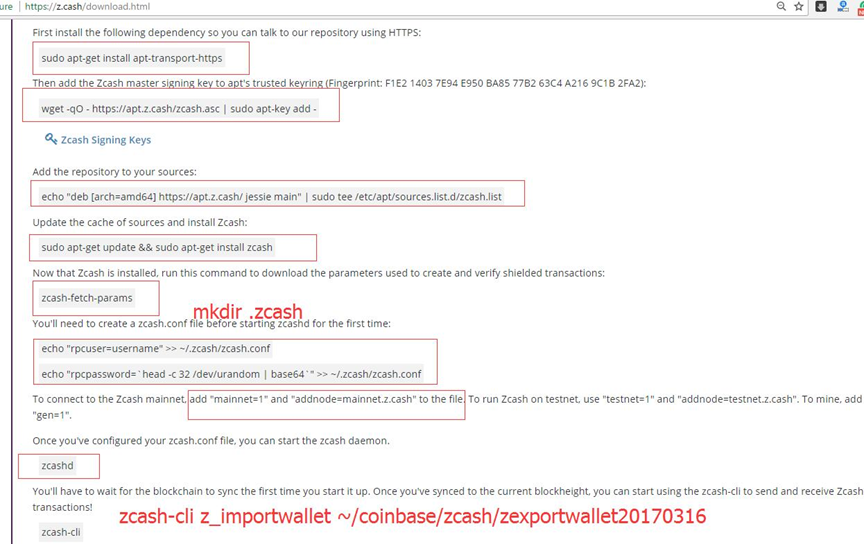 ure
https://z.cash/download.html
First install the following dependency so you can talk to our repository using HTTPS:
sudo apt-get install apt-transport-https
Then add the Zcash master signing key to apt's trusted keyring (Fingerprint: F1E2 1403 7E94 E950 BA85 77B2 63C4 A216 9C1B 2FA2):
wget -qO - https://apt.z.cash/zcash.asc | sudo apt-key add -
Zcash Signing Keys
Add the repository to your sources:
echo "deb [arch=amd64] https://apt.z.cash/ jessie main" | sudo tee /etc/apt/sources.list.d/zcash.list
Update the cache of sources and install Zcash:
sudo apt-get update && sudo apt-get install zcash
Now that Zcash is installed, run this command to download the parameters used to create and verify shielded transactions:
zcash-fetch-params
mkdir .zcash
You'll need to create a zcash.conf file before starting zcashd for the first time:
echo "rpcuser=username" >> ~/.zcash/zcash.conf
echo "rpcpassword=`head -c 32 /dev/urandom | base64`" >> ~/.zcash/zcash.conf
To connect to the Zcash mainnet, add "mainnet=1" and "addnode=mainnet.z.cash" to the file. To run Zcash on testnet, use "testnet=1" and "addnode=testnet.z.cash". To mine, add
"gen=1".
Once you've configured your zcash.conf file, you can start the zcash daemon.
zcashd
You'll have to wait for the blockchain to sync the first time you start it up. Once you've synced to the current blockheight, you can start using the zcash-cli to send and receive Zcash
transactions!
zcash-cli z_importwallet ~/coinbase/zcash/zexportwallet20170316
zcash-cli